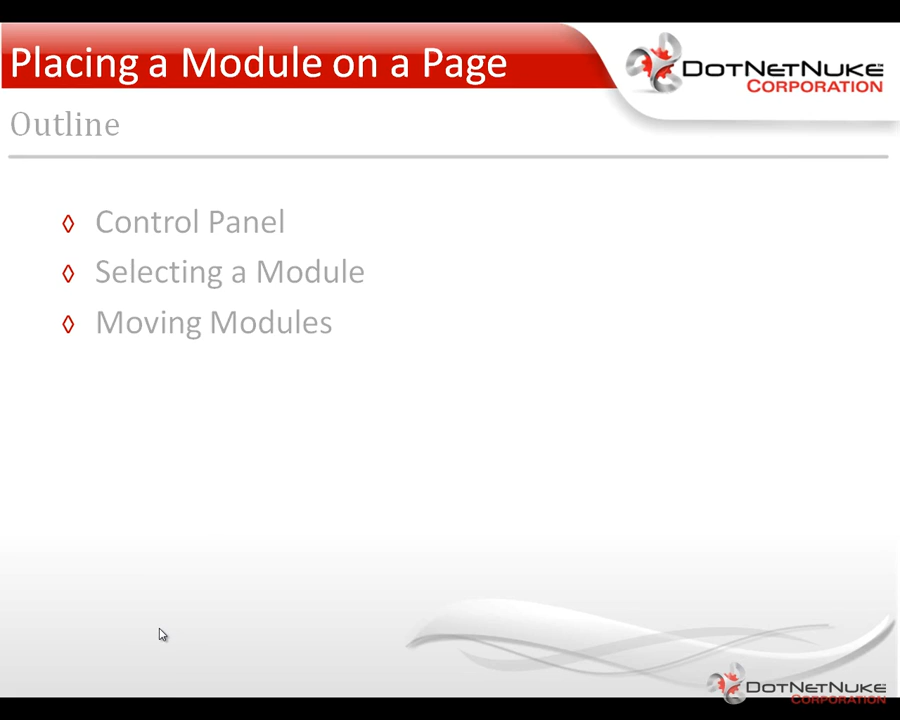 Placing a Module on a Page
DOTNETNUKE
CORPORATION
Outline
◊ Control Panel
◊ Selecting a Module
◊ Moving Modules
DOTNETNUKE
CORPORATION